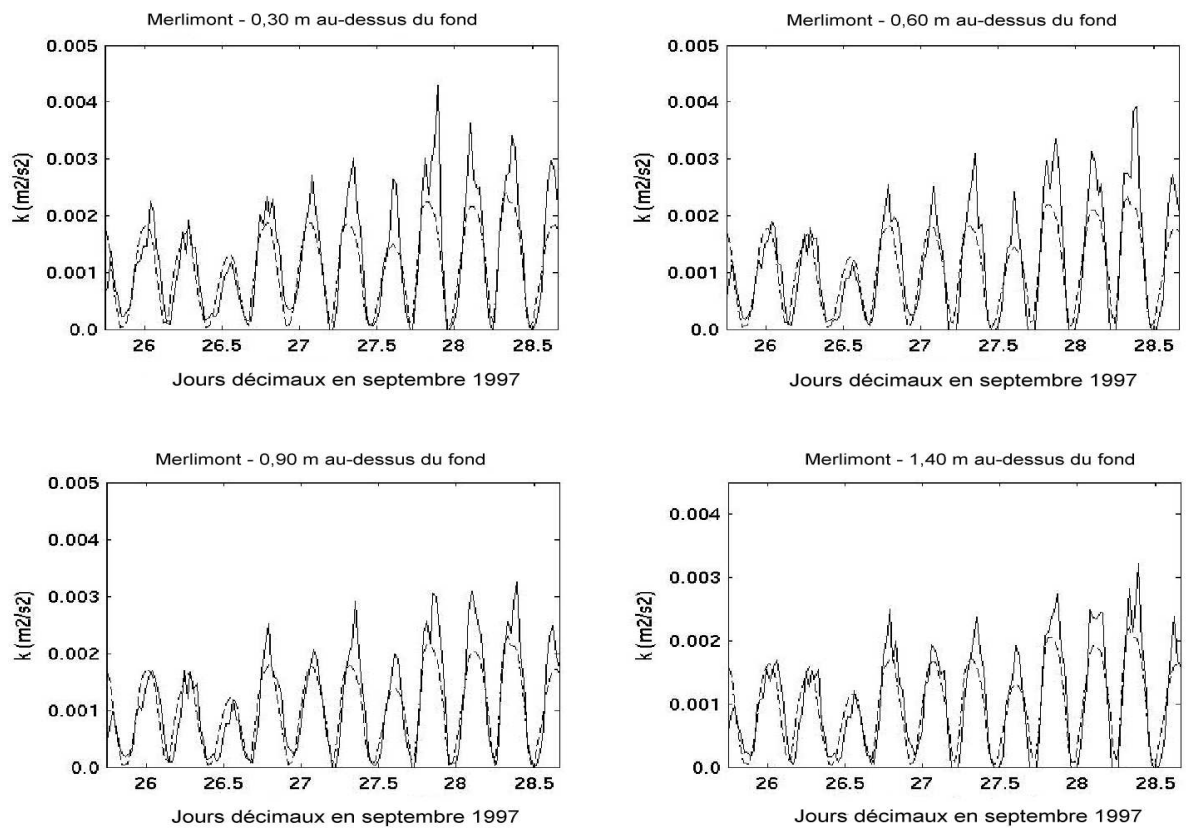 Merlimont - 0,30 m au-dessus du fond
0.005
0.004
0.003
0.002
0.001
0.0
k (m2/s2)
26 26.5 27 27.5 28 28.5
Jours décimaux en septembre 1997
Merlimont - 0,60 m au-dessus du fond
0.005
0.004
0.003
0.002
0.001
0.0
k (m2/s2)
26 26.5 27 27.5 28 28.5
Jours décimaux en septembre 1997
Merlimont - 0,90 m au-dessus du fond
0.005
0.004
0.003
0.002
0.001
0.0
k (m2/s2)
26 26.5 27 27.5 28 28.5
Jours décimaux en septembre 1997
Merlimont - 1,40 m au-dessus du fond
0.004
0.003
0.002
0.001
0.0
k (m2/s2)
26 26.5 27 27.5 28 28.5
Jours décimaux en septembre 1997